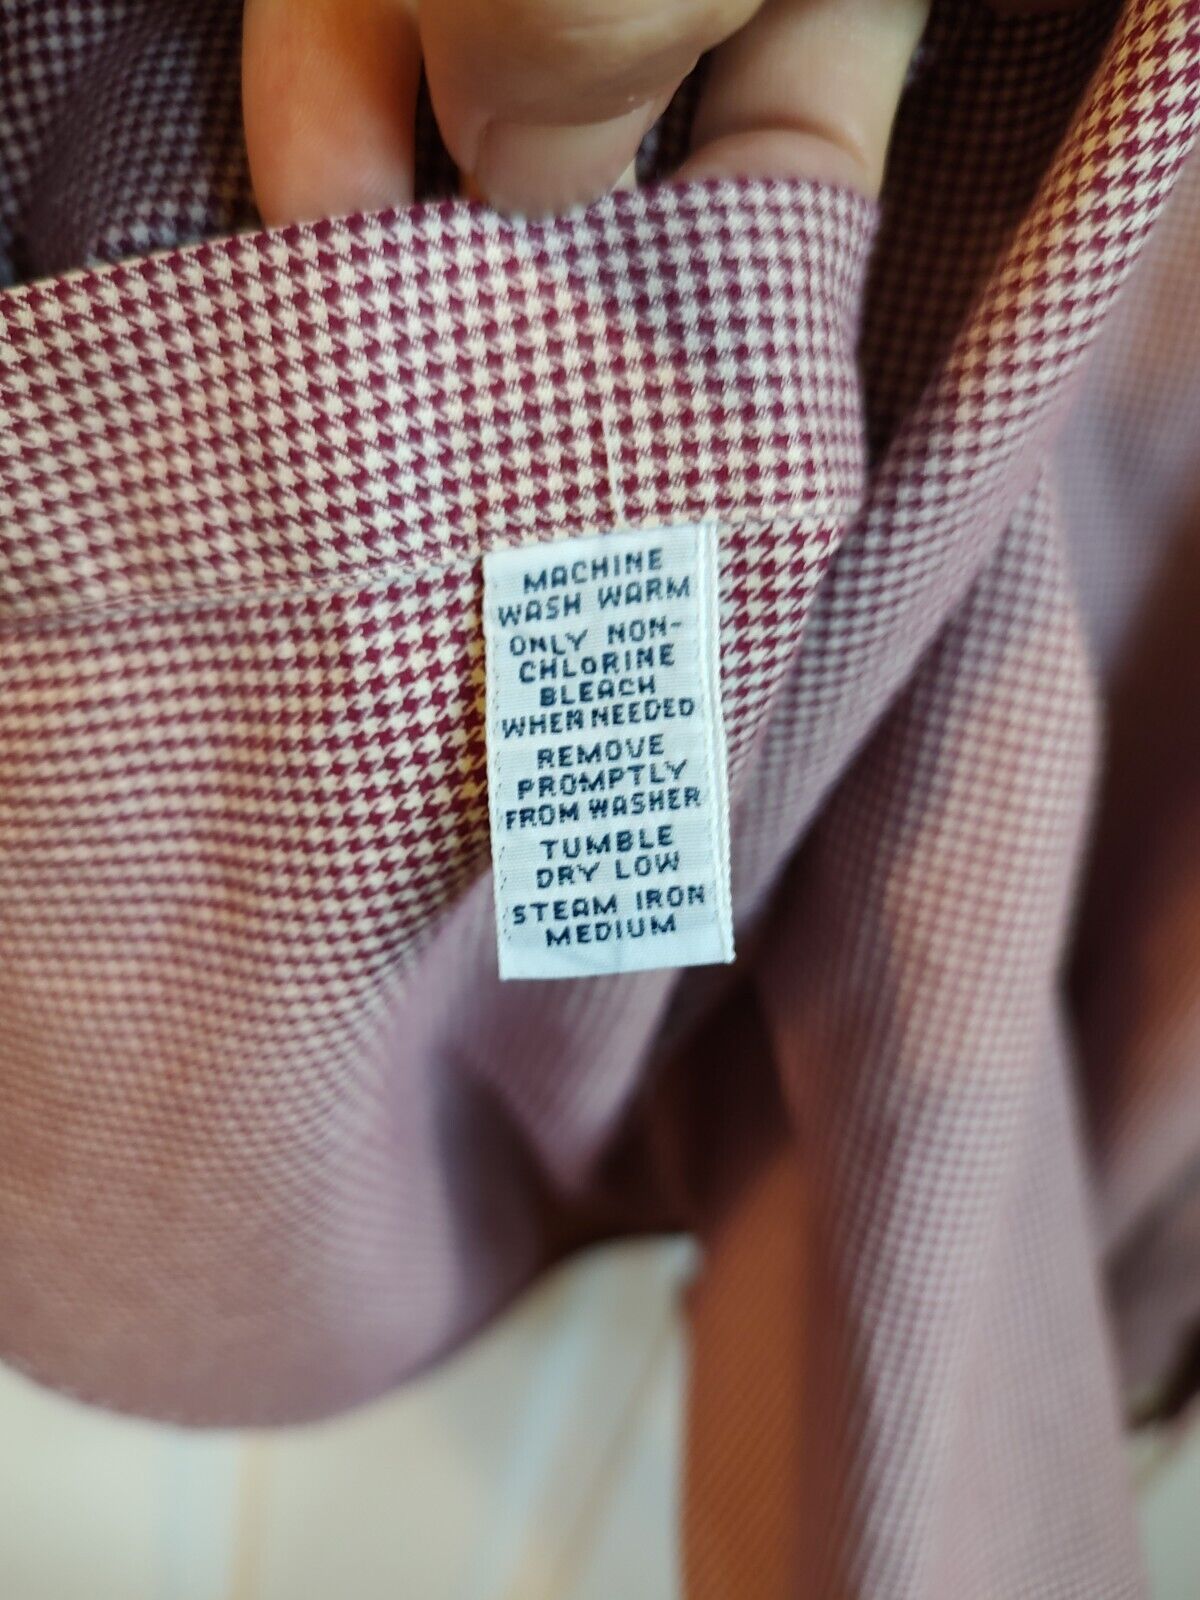 MACHINE
WASH WARM
ONLY NON-
CHLORINE
BLEACH
WHEN NEEDED
REMOVE
PROMPTLY
FROM WASHER
TUMBLE
DRY LOW
STEAM IRON
MEDIUM